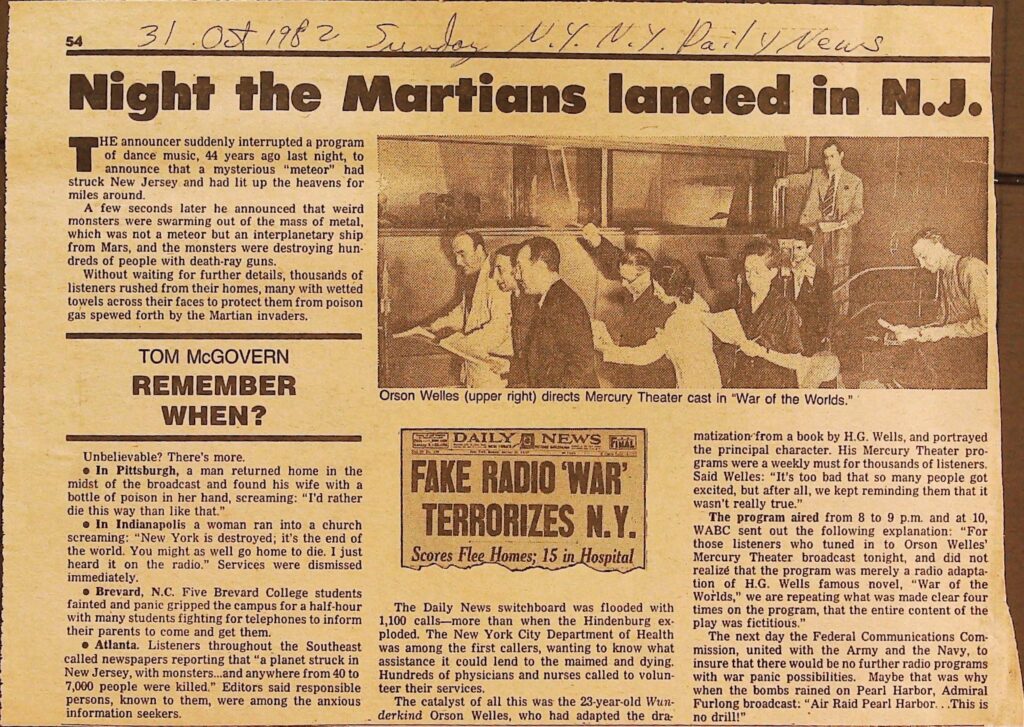 31 Oct 1982 Sunday N.Y. N.Y. Daily News
54
Night the Martians landed in N.J.
THE announcer suddenly interrupted a program
of dance music, 44 years ago last night, to
announce that a mysterious "meteor" had
struck New Jersey and had lit up the heavens for
miles around.
A few seconds later he announced that weird
monsters were swarming out of the mass of metal,
which was not a meteor but an interplanetary ship
from Mars, and the monsters were destroying hun-
dreds of people with death-ray guns.
Without waiting for further details, thousands of
listeners rushed from their homes, many with wetted
towels across their faces to protect them from poison
gas spewed forth by the Martian invaders.
TOM McGOVERN
REMEMBER
WHEN?
Unbelievable? There's more.
● In Pittsburgh, a man returned home in the
midst of the broadcast and found his wife with a
bottle of poison in her hand, screaming: "I'd rather
die this way than like that."
● In Indianapolis a woman ran into a church
screaming: "New York is destroyed; it's the end of
the world. You might as well go home to die. I just
heard it on the radio." Services were dismissed
immediately.
● Brevard, N.C. Five Brevard College students
fainted and panic gripped the campus for a half-hour
with many students fighting for telephones to inform
their parents to come and get them.
● Atlanta. Listeners throughout the Southeast
called newspapers reporting that "a planet struck in
New Jersey, with monsters...and anywhere from 40 to
7,000 people were killed." Editors said responsible
persons, known to them, were among the anxious
information seekers.
Orson Welles (upper right) directs Mercury Theater cast in "War of the Worlds."
DAILY NEWS
FINAL
FAKE RADIO 'WAR'
TERRORIZES N.Y.
Scores Flee Homes; 15 in Hospital
The Daily News switchboard was flooded with
1,100 calls—more than when the Hindenburg ex-
ploded. The New York City Department of Health
was among the first callers, wanting to know what
assistance it could lend to the maimed and dying.
Hundreds of physicians and nurses called to volun-
teer their services.
The catalyst of all this was the 23-year-old Wun-
derkind Orson Welles, who had adapted the dra-
matization from a book by H.G. Wells, and portrayed
the principal character. His Mercury Theater pro-
grams were a weekly must for thousands of listeners.
Said Welles: "It's too bad that so many people got
excited, but after all, we kept reminding them that it
wasn't really true."
The program aired from 8 to 9 p.m. and at 10,
WABC sent out the following explanation: "For
those listeners who tuned in to Orson Welles'
Mercury Theater broadcast tonight, and did not
realize that the program was merely a radio adapta-
tion of H.G. Wells famous novel, "War of the
Worlds," we are repeating what was made clear four
times on the program, that the entire content of the
play was fictitious."
The next day the Federal Communications Com-
mission, united with the Army and the Navy, to
insure that there would be no further radio programs
with war panic possibilities. Maybe that was why
when the bombs rained on Pearl Harbor, Admiral
Furlong broadcast: "Air Raid Pearl Harbor. . .This is
no drill!"